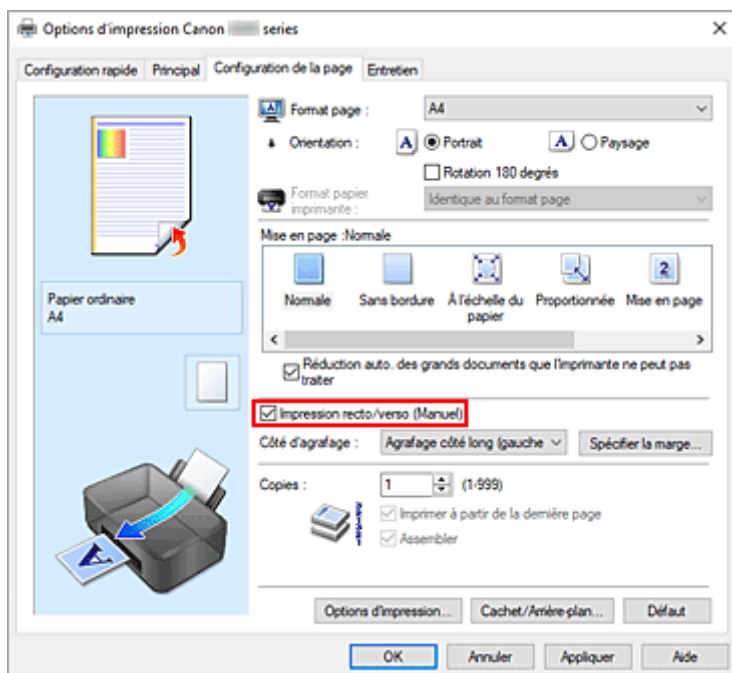 Options d'impression Canon series
Configuration rapide Principal Configuration de la page Entretien
Format page : A4
Orientation : A Portrait A Paysage
Rotation 180 degrés
Format papier imprimante : Identique au format page
Mise en page :Normale
2
Normale Sans bordure À l'échelle du papier Proportionnée Mise en page
Papier ordinaire
A4
Réduction auto. des grands documents que l'imprimante ne peut pas
traiter
Impression recto/verso (Manuel)
Côté d'agrafage : Agrafage côté long (gauche Spécifier la marge...
Copies : 1 (1-999)
Imprimer à partir de la dernière page
Assembler
A
Options d'impression... Cachet/Arrière-plan... Défaut
OK Annuler Appliquer Aide